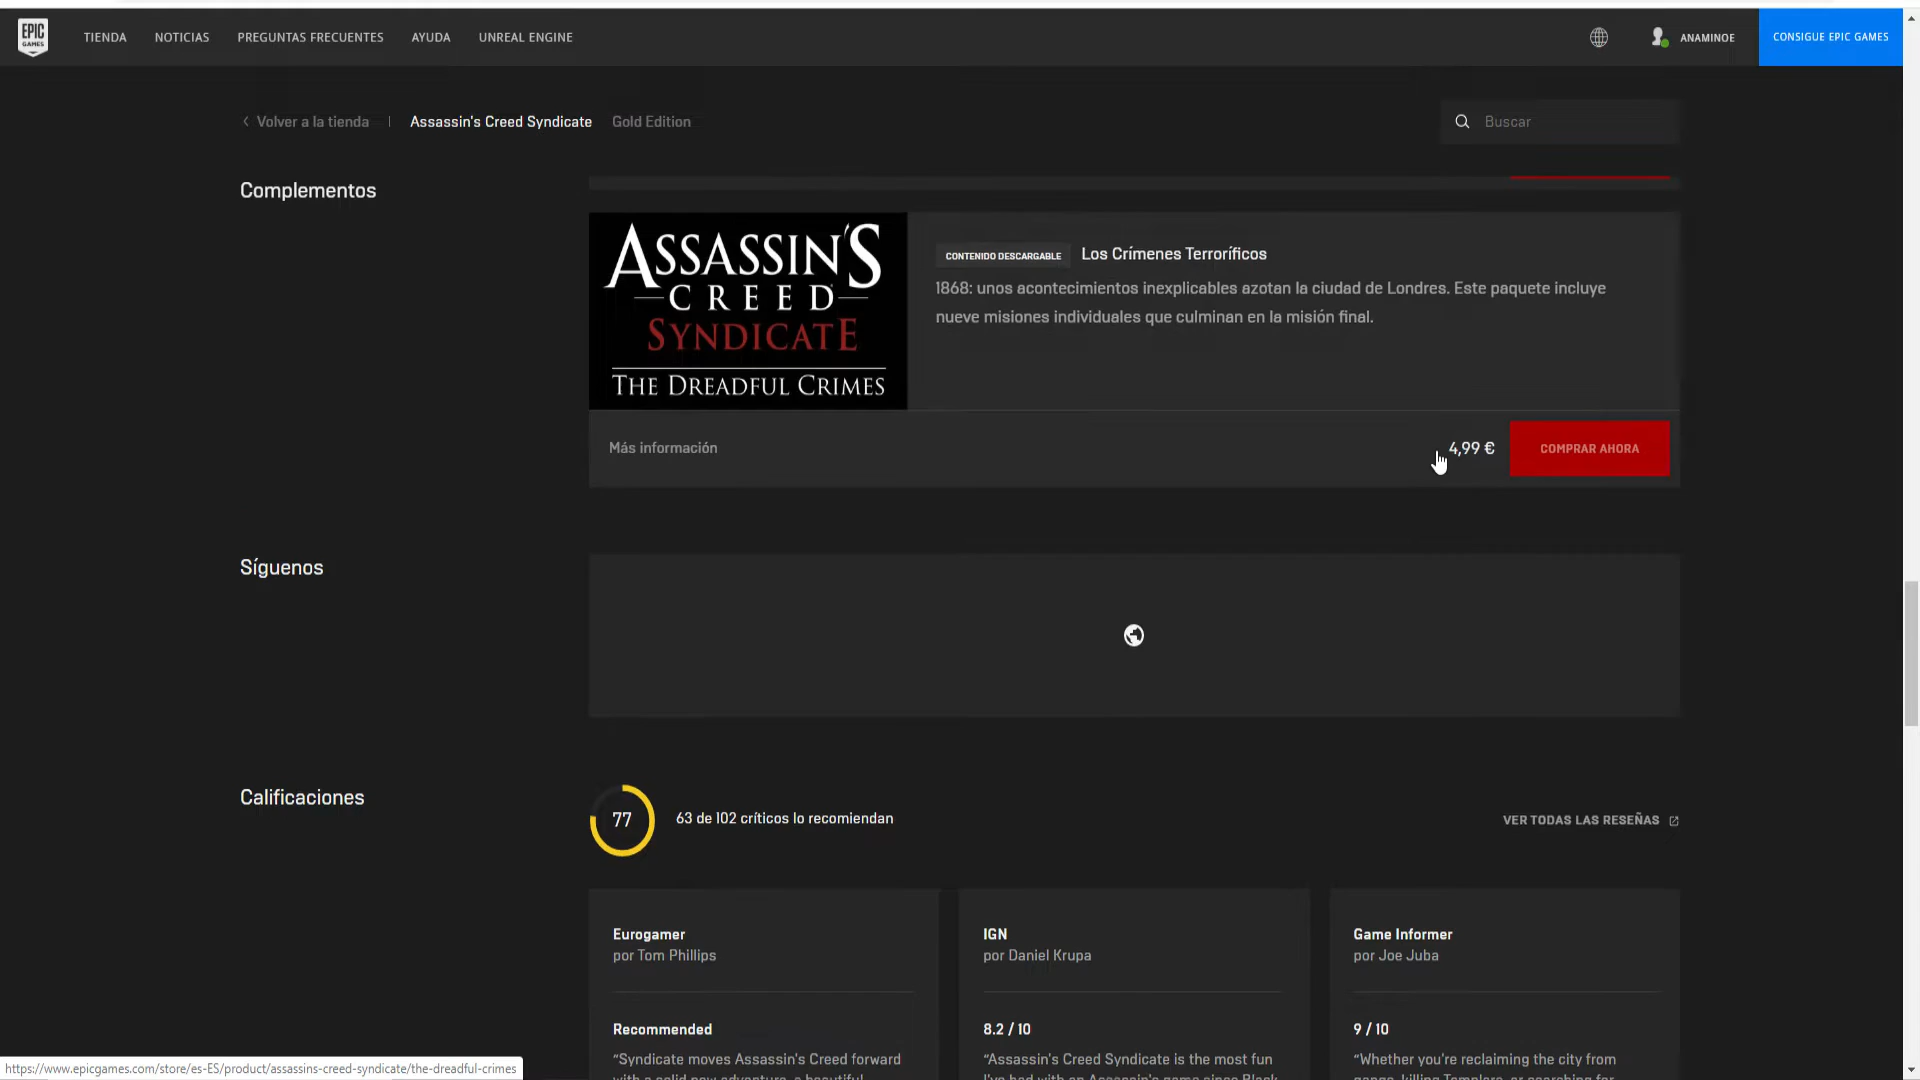 EPIC
GAMES
TIENDA
NOTICIAS
PREGUNTAS FRECUENTES
AYUDA
UNREAL ENGINE
ANAMINOE
CONSIGUE EPIC GAMES
Volver a la tienda
Assassin's Creed Syndicate
Gold Edition
Buscar
Complementos
ASSASSIN'S
CREED
SYNDICATE
THE DREADFUL CRIMES
CONTENIDO DESCARGABLE Los Crímenes Terroríficos
1868: unos acontecimientos inexplicables azotan la ciudad de Londres. Este paquete incluye
nueve misiones individuales que culminan en la misión final.
Más información
4,99 €
COMPRAR AHORA
Síguenos
Calificaciones
77
63 de 102 críticos lo recomiendan
VER TODAS LAS RESEÑAS
Eurogamer
por Tom Phillips
Recommended
“Syndicate moves Assassin's Creed forward
IGN
por Daniel Krupa
8.2 / 10
“Assassin's Creed Syndicate is the most fun
Game Informer
por Joe Juba
9 / 10
“Whether you're reclaiming the city from
https://www.epicgames.com/store/es-ES/product/assassins-creed-syndicate/the-dreadful-crimes